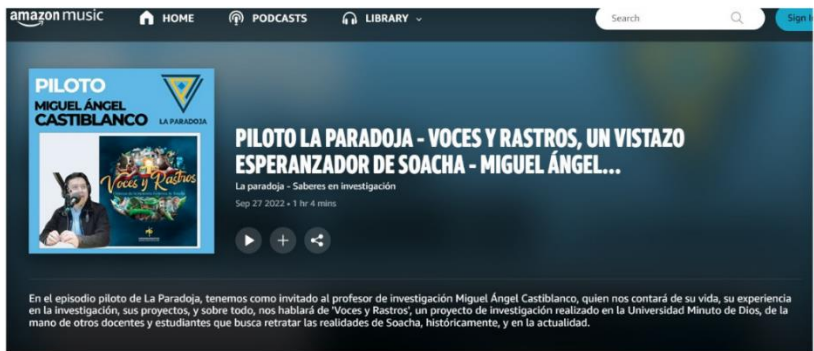 amazon music
HOME
PODCASTS
LIBRARY
Search
Sign I
PILOTO
MIGUEL ÁNGEL
CASTIBLANCO
LA PARADOJA
Voces y Rastros
PILOTO LA PARADOJA - VOCES Y RASTROS, UN VISTAZO
ESPERANZADOR DE SOACHA - MIGUEL ÁNGEL...
La paradoja - Saberes en investigación
Sep 27 2022 • 1 hr 4 mins
En el episodio piloto de La Paradoja, tenemos como invitado al profesor de investigación Miguel Ángel Castiblanco, quien nos contará de su vida, su experiencia
en la investigación, sus proyectos, y sobre todo, nos hablará de 'Voces y Rastros', un proyecto de investigación realizado en la Universidad Minuto de Dios, de la
mano de otros docentes y estudiantes que busca retratar las realidades de Soacha, históricamente, y en la actualidad.